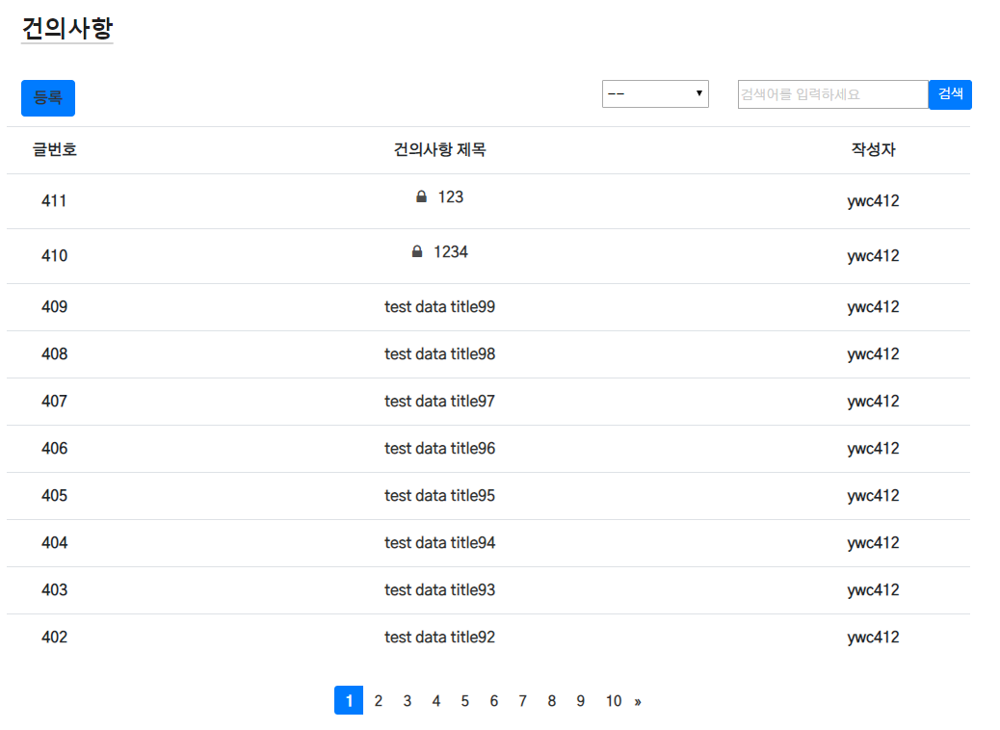 건의사항
등록 -- 검색어를 입력하세요 검색
글번호 건의사항 제목 작성자
411 123 ywc412
410 1234 ywc412
409 test data title99 ywc412
408 test data title98 ywc412
407 test data title97 ywc412
406 test data title96 ywc412
405 test data title95 ywc412
404 test data title94 ywc412
403 test data title93 ywc412
402 test data title92 ywc412
1 2 3 4 5 6 7 8 9 10 »